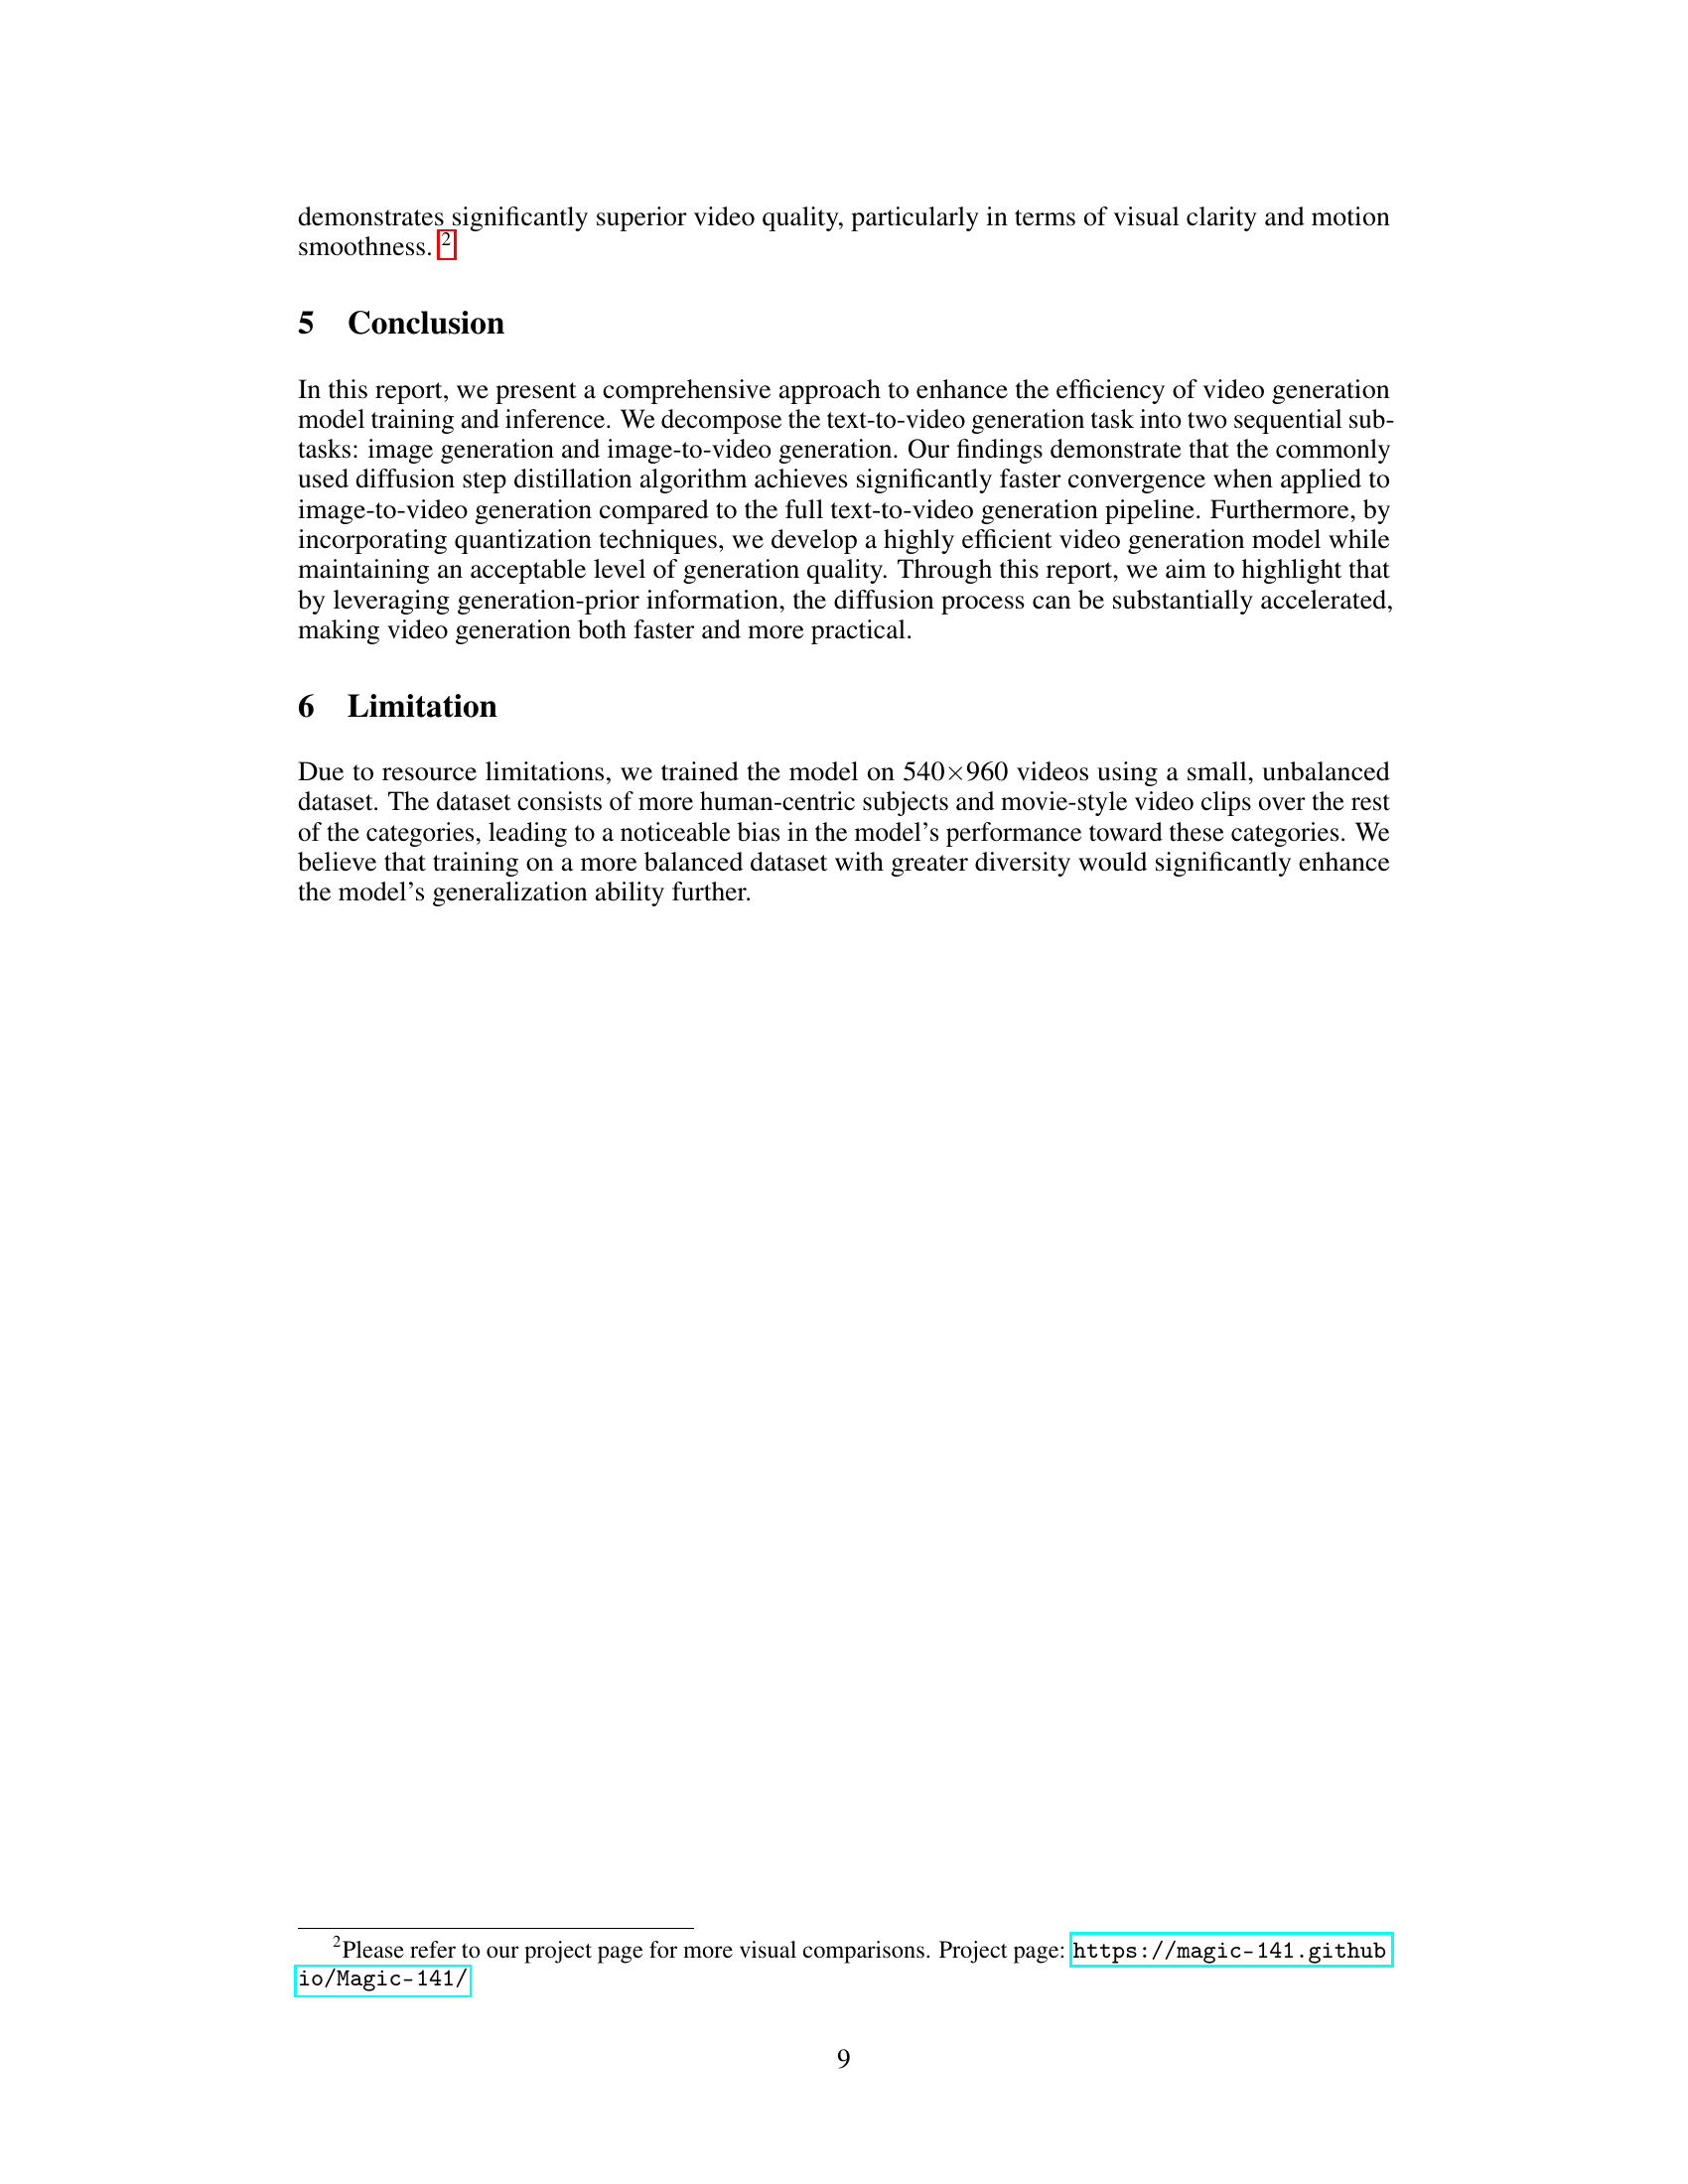 demonstrates significantly superior video quality, particularly in terms of visual clarity and motion
smoothness. 2
5 Conclusion
In this report, we present a comprehensive approach to enhance the efficiency of video generation
model training and inference. We decompose the text-to-video generation task into two sequential sub-
tasks: image generation and image-to-video generation. Our findings demonstrate that the commonly
used diffusion step distillation algorithm achieves significantly faster convergence when applied to
image-to-video generation compared to the full text-to-video generation pipeline. Furthermore, by
incorporating quantization techniques, we develop a highly efficient video generation model while
maintaining an acceptable level of generation quality. Through this report, we aim to highlight that
by leveraging generation-prior information, the diffusion process can be substantially accelerated,
making video generation both faster and more practical.
6 Limitation
Due to resource limitations, we trained the model on 540×960 videos using a small, unbalanced
dataset. The dataset consists of more human-centric subjects and movie-style video clips over the rest
of the categories, leading to a noticeable bias in the model's performance toward these categories. We
believe that training on a more balanced dataset with greater diversity would significantly enhance
the model's generalization ability further.
2Please refer to our project page for more visual comparisons. Project page: https://magic-141.github
io/Magic-141/
9